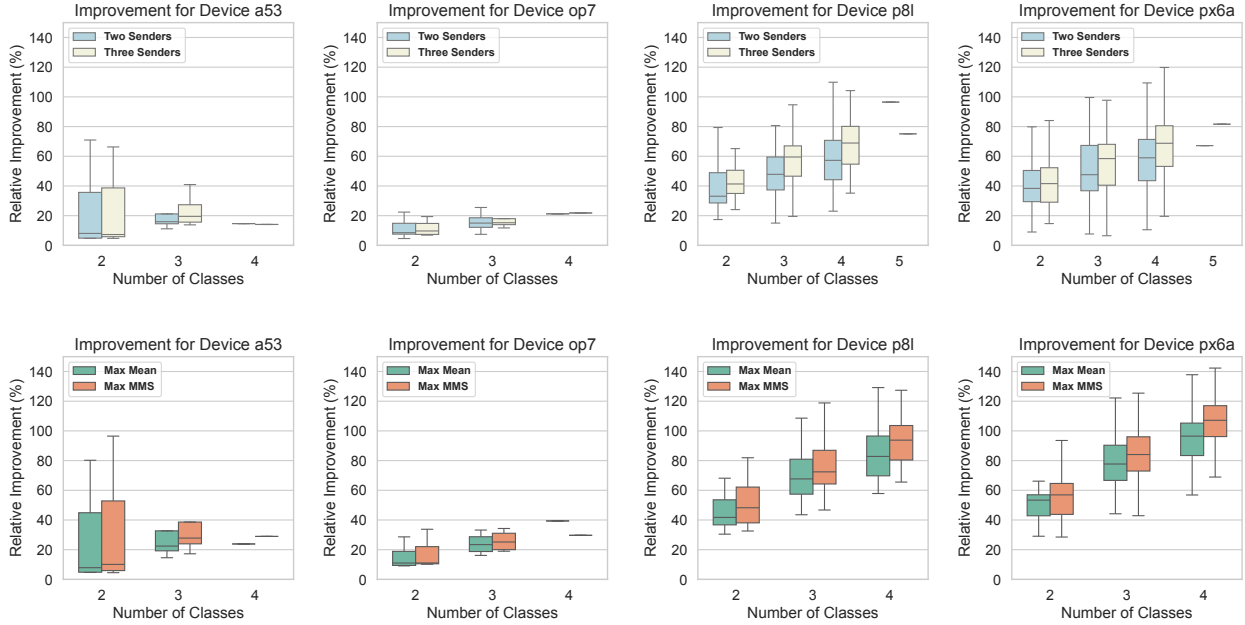 Improvement for Device a53
Relative Improvement (%)
140
120
100
80
60
40
20
0
Two Senders
Three Senders
2 3 4
Number of Classes
Improvement for Device op7
Relative Improvement (%)
140
120
100
80
60
40
20
0
Two Senders
Three Senders
2 3 4
Number of Classes
Improvement for Device p8l
Relative Improvement (%)
140
120
100
80
60
40
20
0
Two Senders
Three Senders
2 3 4 5
Number of Classes
Improvement for Device px6a
Relative Improvement (%)
140
120
100
80
60
40
20
0
Two Senders
Three Senders
2 3 4 5
Number of Classes
Improvement for Device a53
Relative Improvement (%)
140
120
100
80
60
40
20
0
Max Mean
Max MMS
2 3 4
Number of Classes
Improvement for Device op7
Relative Improvement (%)
140
120
100
80
60
40
20
0
Max Mean
Max MMS
2 3 4
Number of Classes
Improvement for Device p8l
Relative Improvement (%)
140
120
100
80
60
40
20
0
Max Mean
Max MMS
2 3 4
Number of Classes
Improvement for Device px6a
Relative Improvement (%)
140
120
100
80
60
40
20
0
Max Mean
Max MMS
2 3 4
Number of Classes